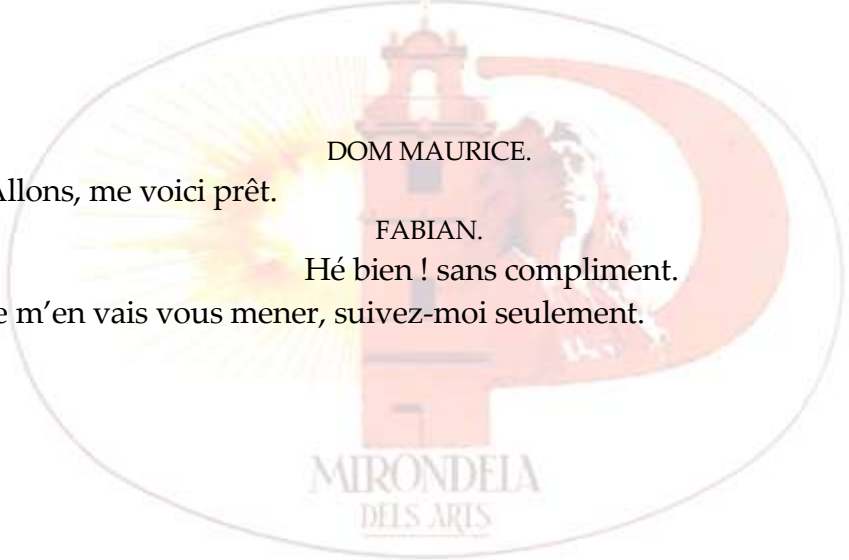 DOM MAURICE.
Allons, me voici prêt.
FABIAN.
Hé bien ! sans compliment.
m’en vais vous mener, suivez-moi seulement.
MIRONDELA
DELS ARTS